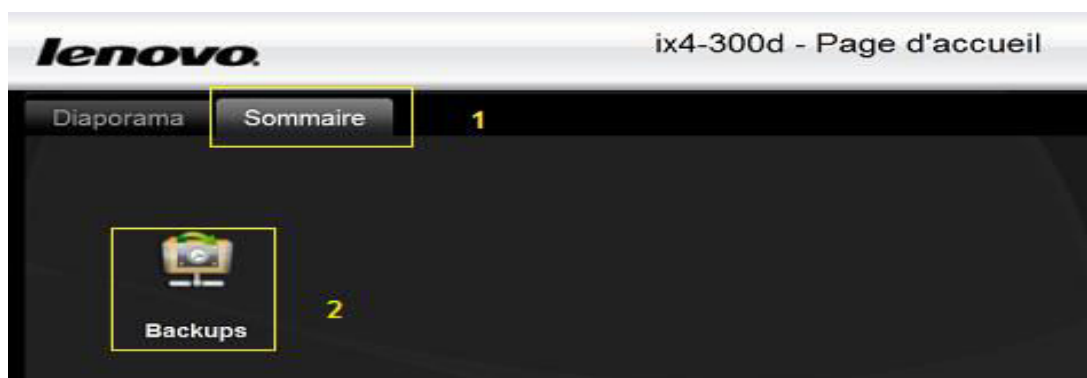 lenovo.
ix4-300d - Page d'accueil
Diaporama
Sommaire
1
2
Backups